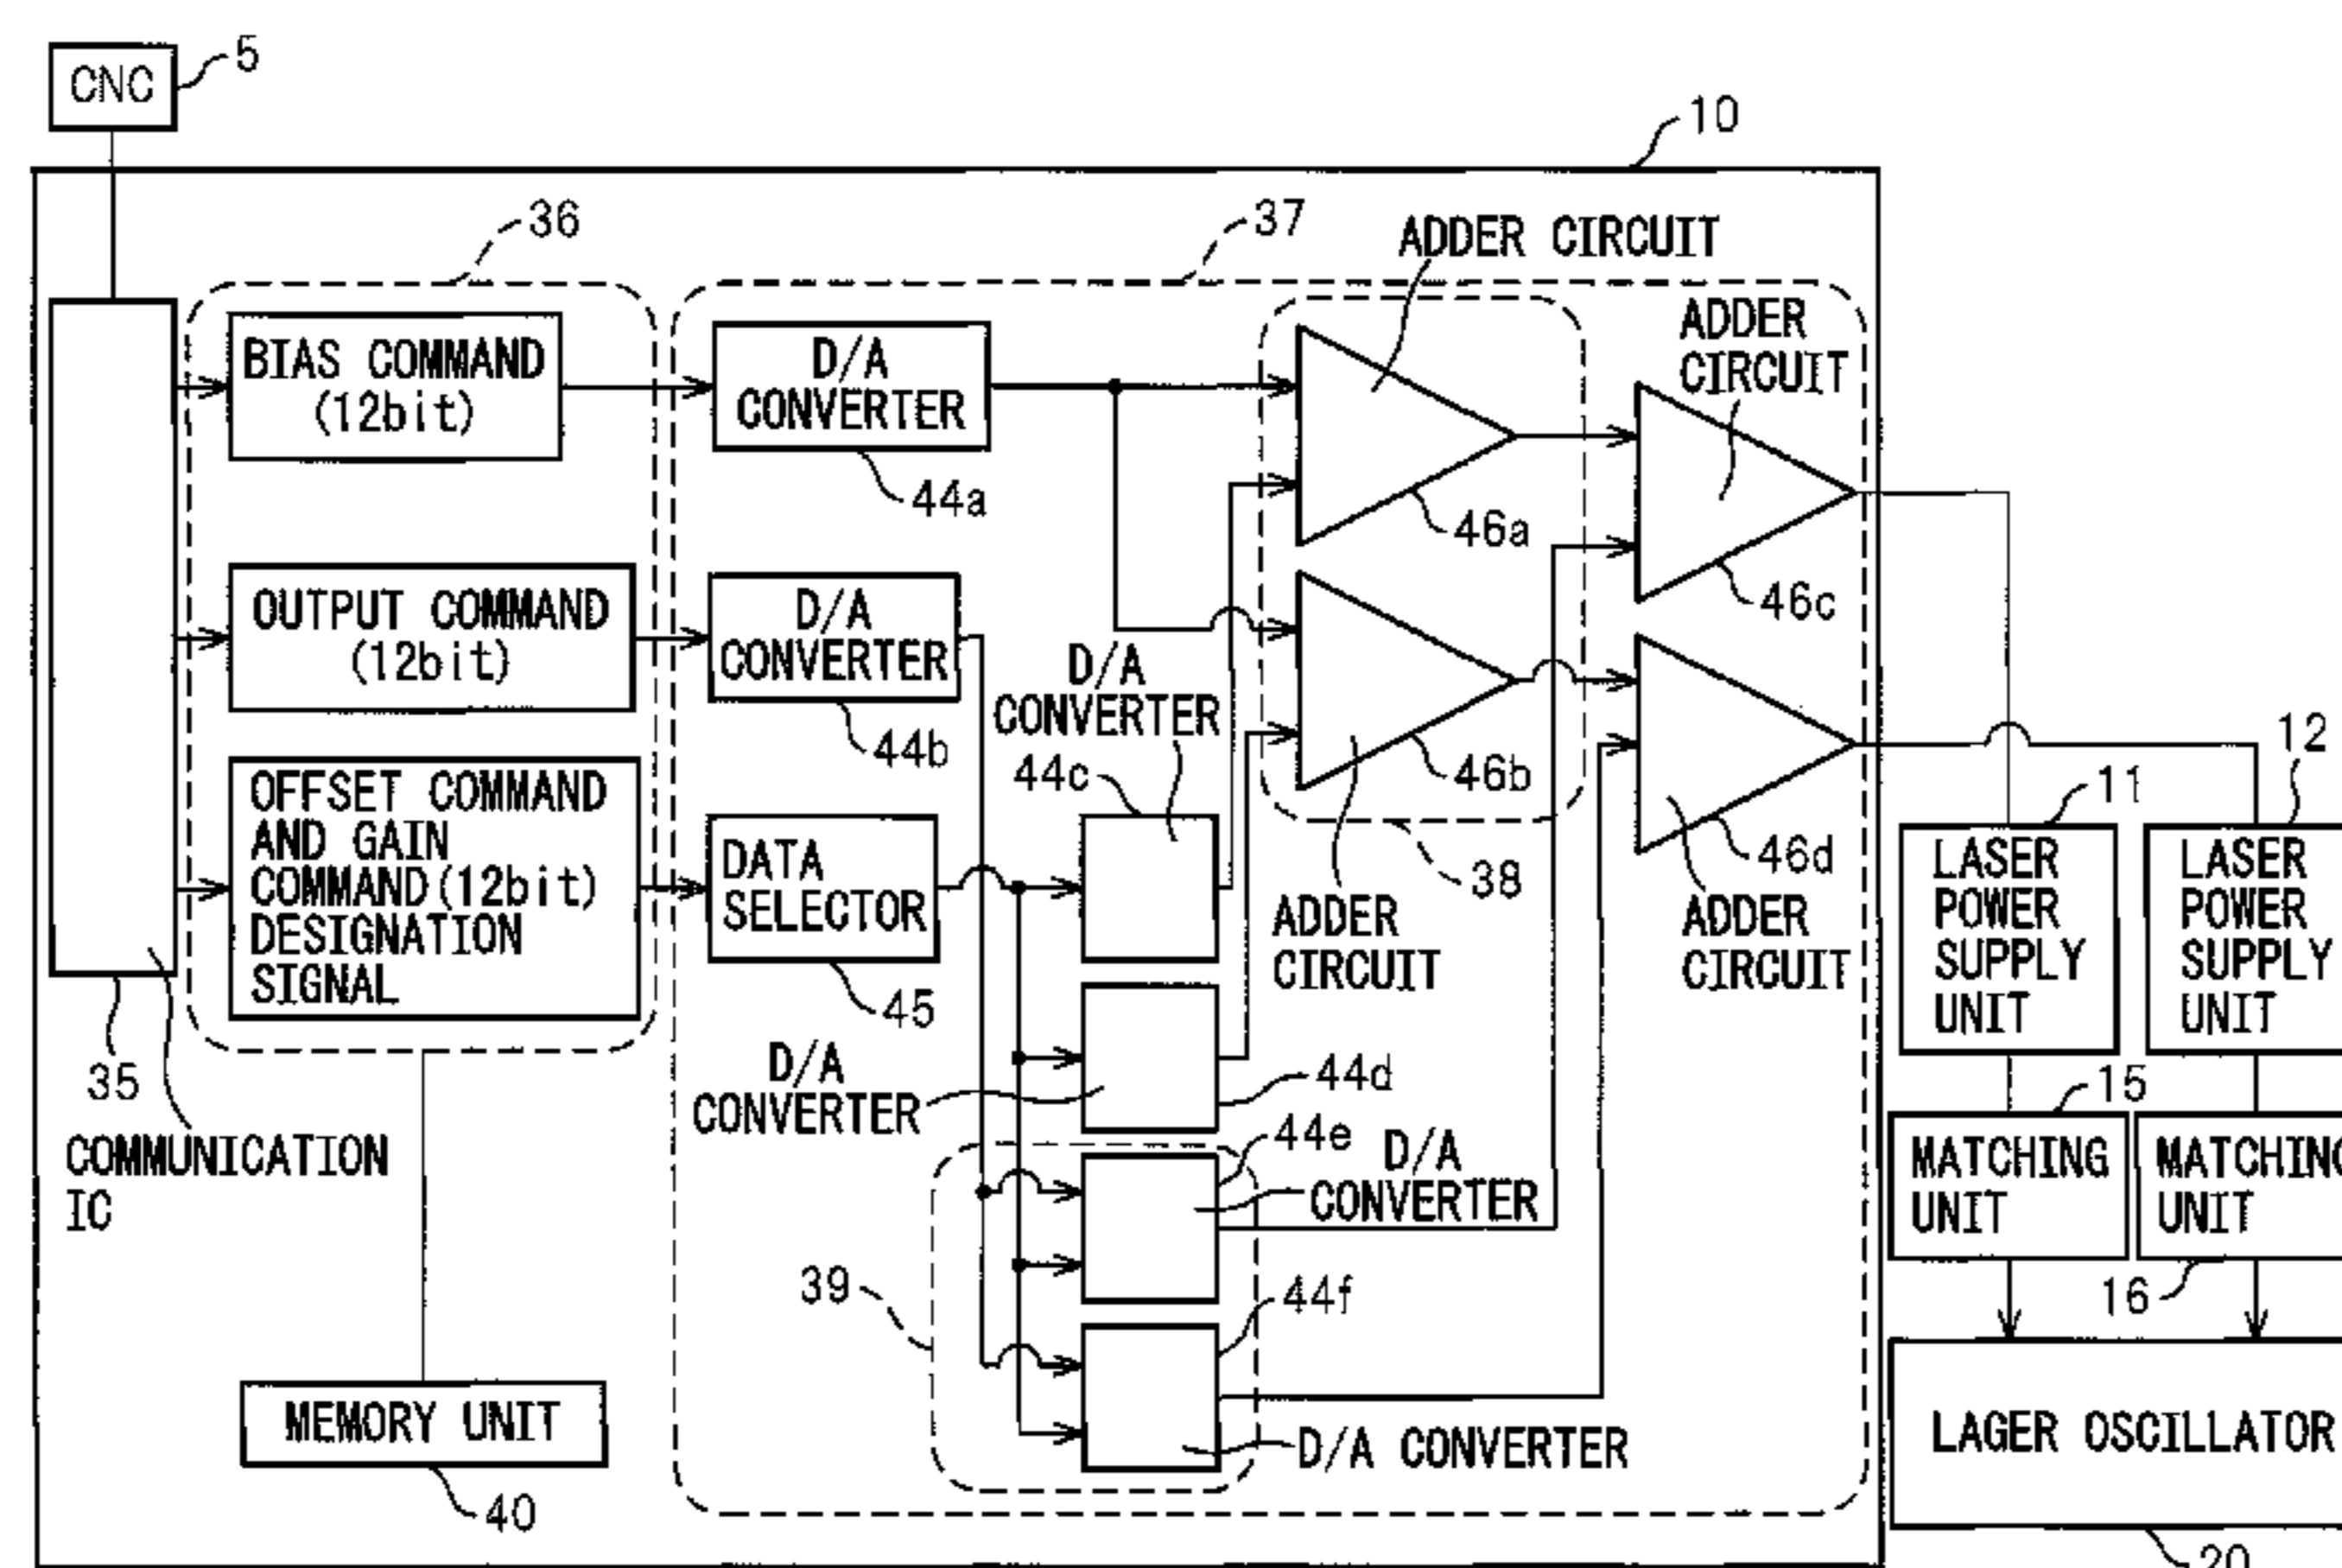 CNC
5
10
36
37
ADDER CIRCUIT
ADDER
CIRCUIT
BIAS COMMAND
(12bit)
D/A
CONVERTER
44a
46a
46c
OUTPUT COMMAND
(12bit)
D/A
CONVERTER
44b
D/A
CONVERTER
44c
46b
46d
38
12
11
OFFSET COMMAND
AND GAIN
COMMAND(12bit)
DESIGNATION
SIGNAL
DATA
SELECTOR
45
ADDER
CIRCUIT
ADDER
CIRCUIT
LASER
POWER
SUPPLY
UNIT
LASER
POWER
SUPPLY
UNIT
35
COMMUNICATION
IC
D/A
CONVERTER
44d
44e
D/A
CONVERTER
15
MATCHING
UNIT
MATCHING
UNIT
16
39
44f
D/A CONVERTER
MEMORY UNIT
40
LAGER OSCILLATOR
20